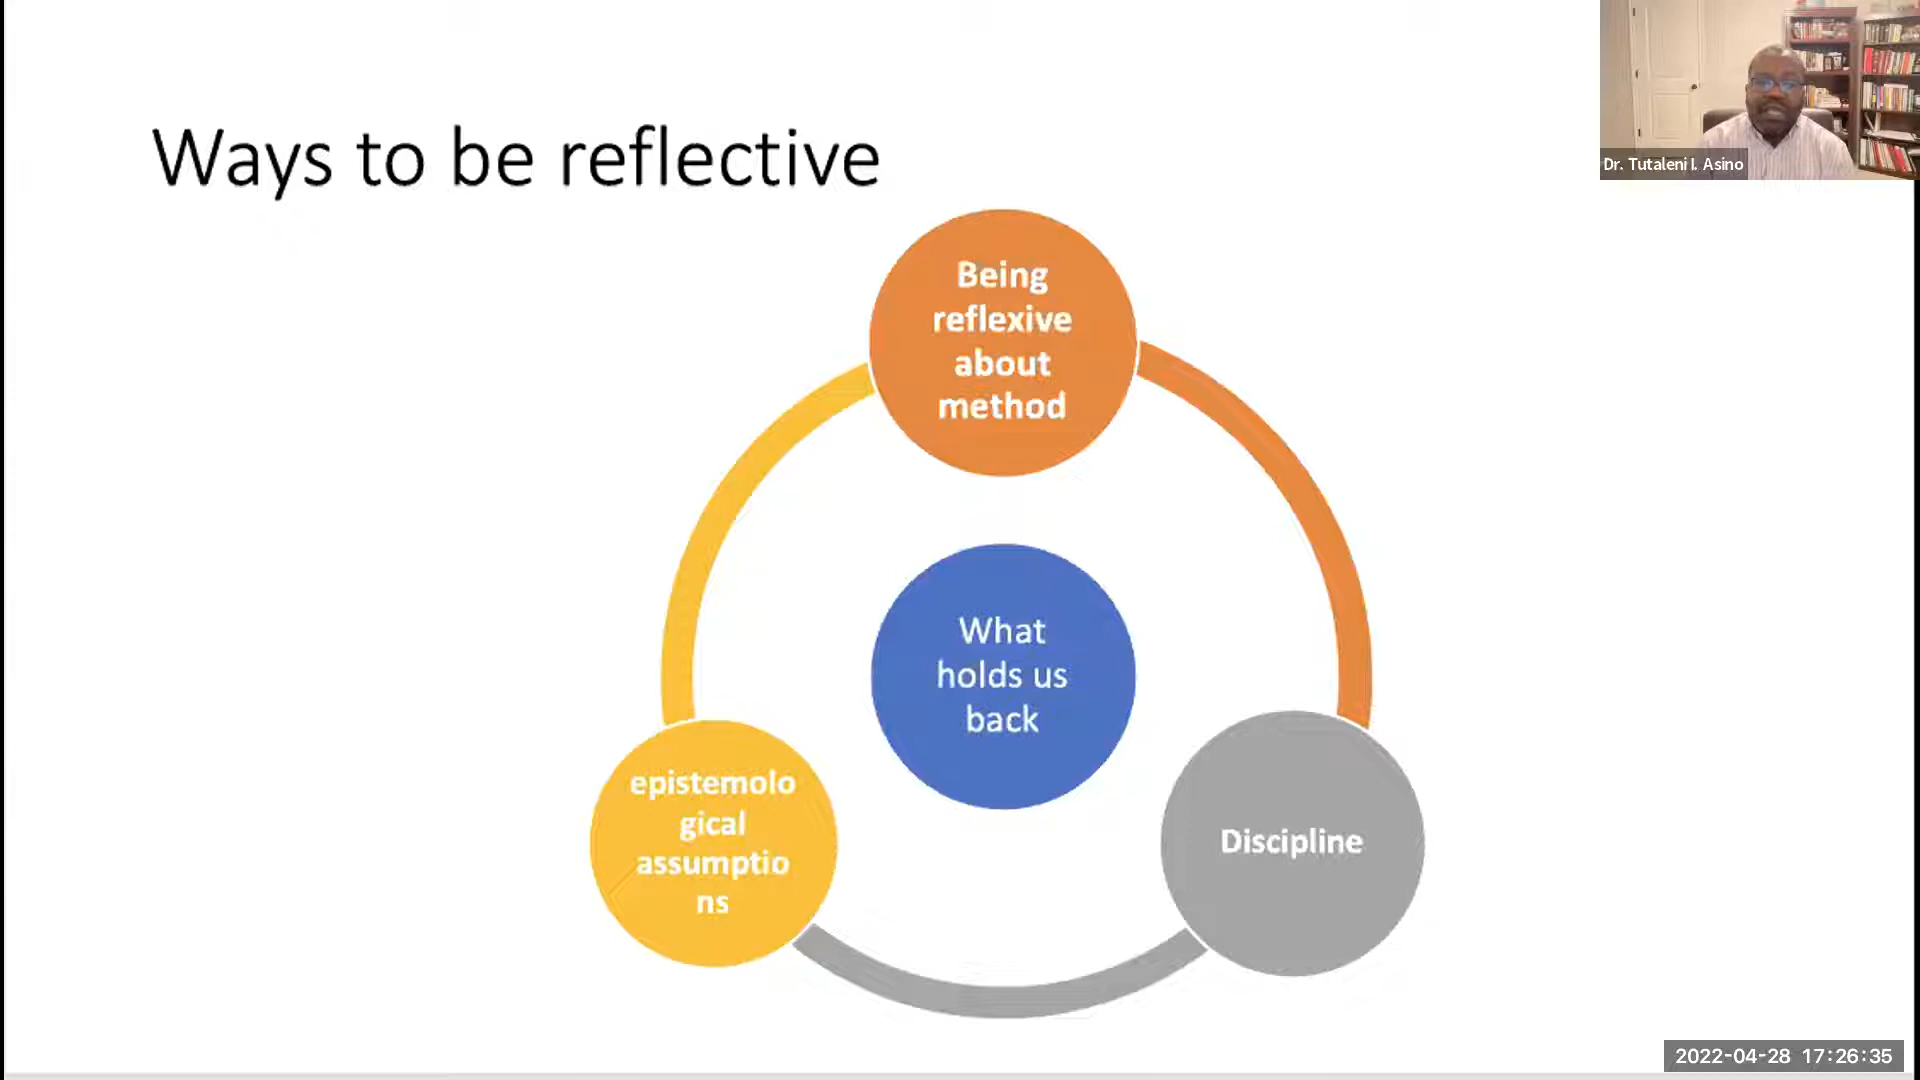 Ways to be reflective
Dr. Tutaleni I. Asino
Being
reflexive
about
method
What
holds us
back
epistemolo
gical
assumptio
ns
Discipline
2022-04-28 17:26:35